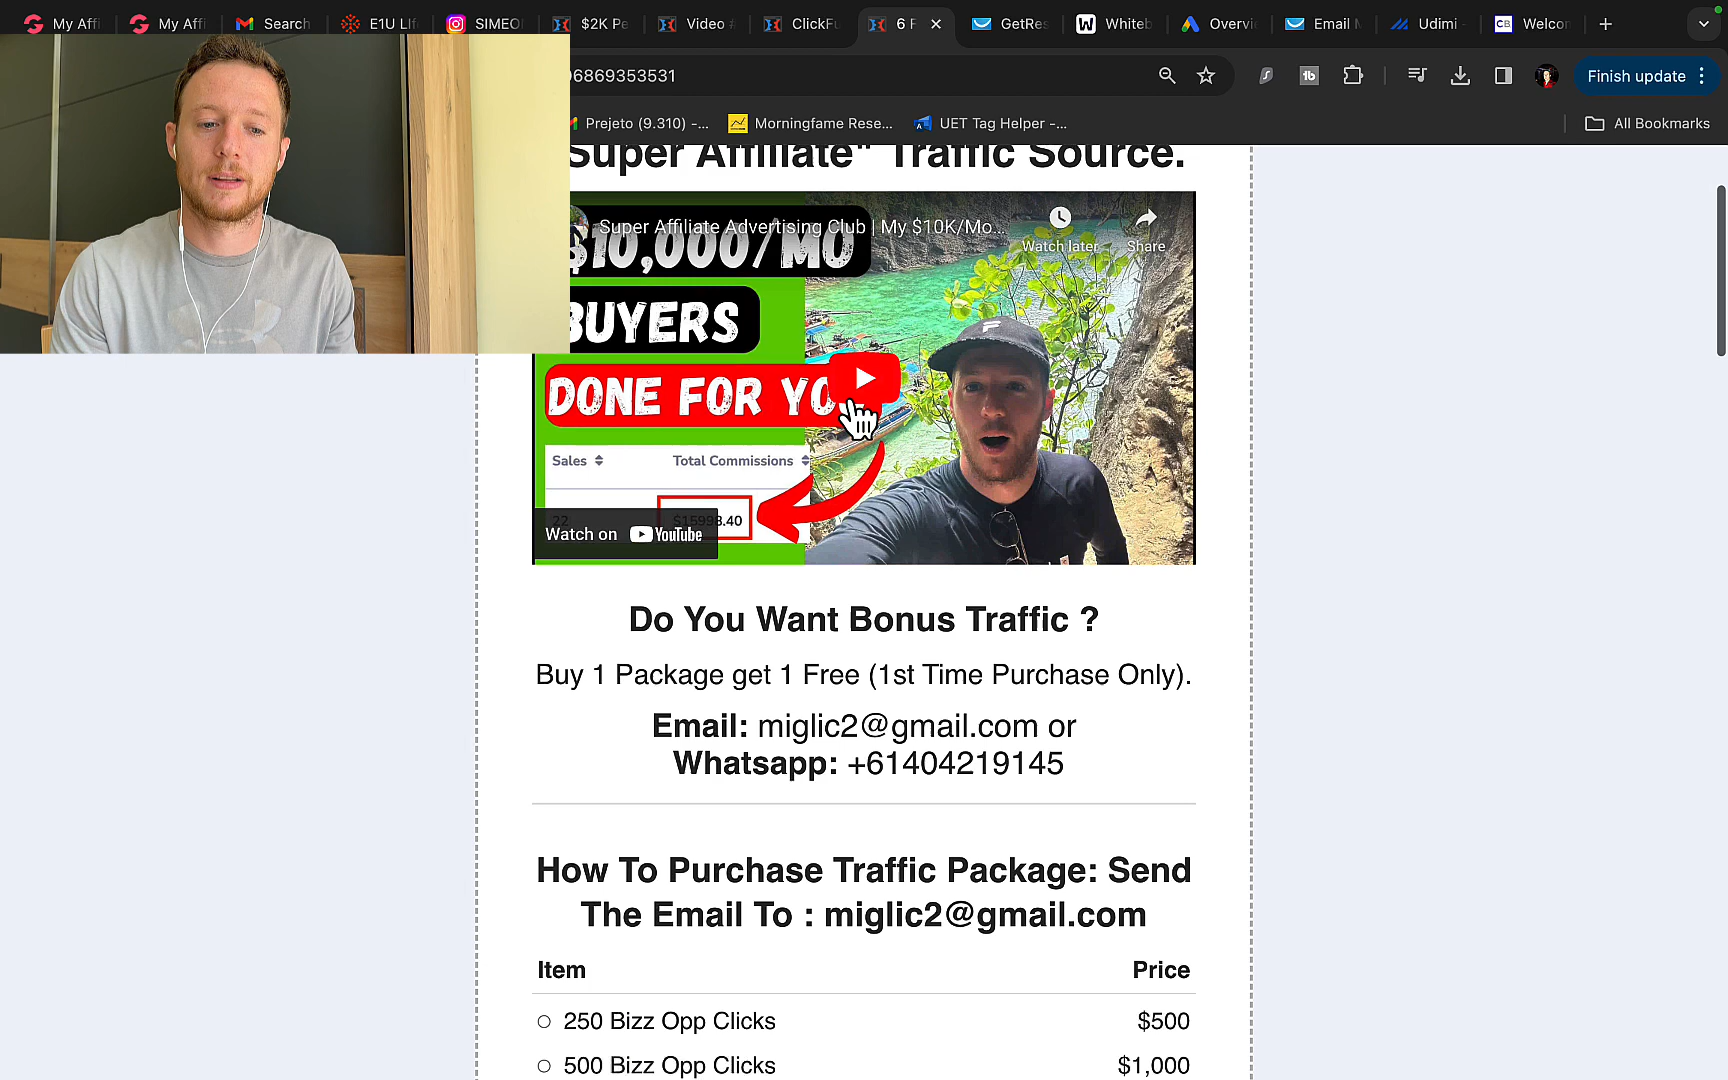 My Affi
My Affi
Search
E1U LIf
SIMEO
$2K Pe
Video
ClickFu
6 F
GetRes
Whiteb
Overvie
Email M
Udimi -
Welcon
6869353531
Finish update
Prejeto (9.310) -...
Morningfame Rese...
UET Tag Helper -...
All Bookmarks
Super Affiliate" Traffic Source.
Super Affiliate Advertising Club | My $10K/Mo...
Watch later
Share
$10,000/MO
BUYERS
DONE FOR YO
Sales
Total Commissions
22
$15998.40
Watch on YouTube
Do You Want Bonus Traffic ?
Buy 1 Package get 1 Free (1st Time Purchase Only).
Email: miglic2@gmail.com or
Whatsapp: +61404219145
How To Purchase Traffic Package: Send
The Email To : miglic2@gmail.com
Item Price
250 Bizz Opp Clicks $500
500 Bizz Opp Clicks $1,000